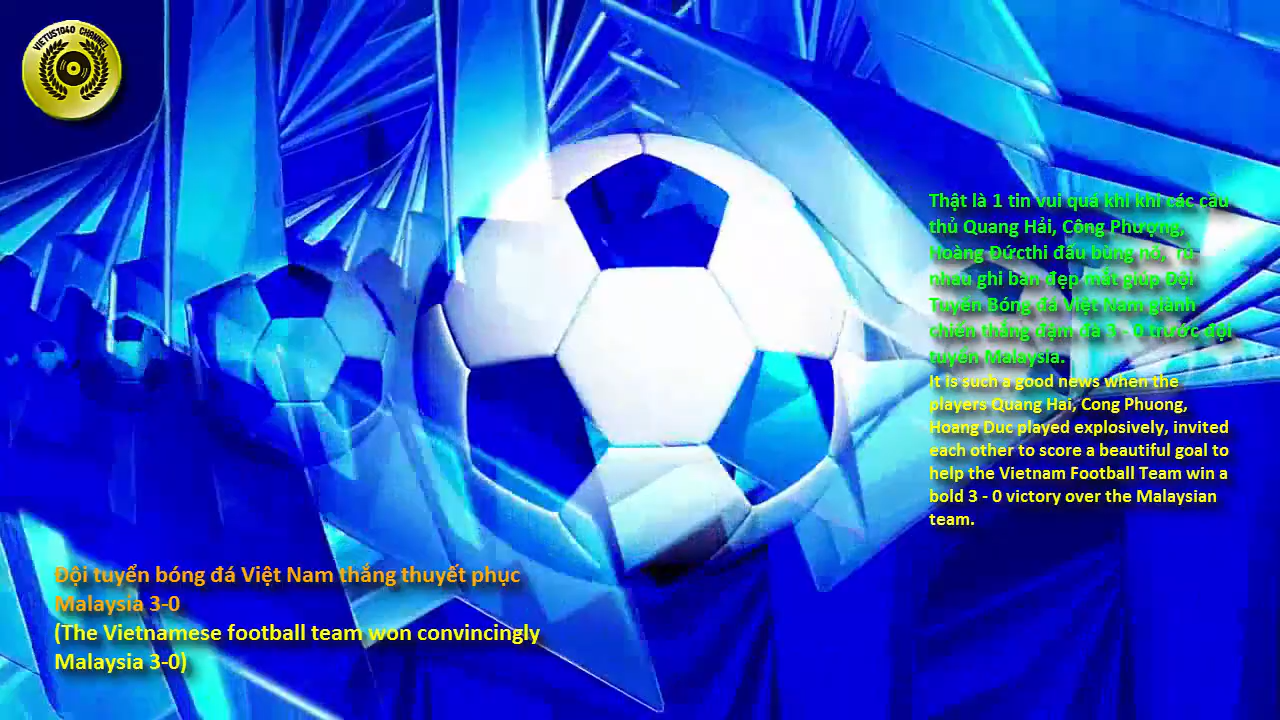 VIETUS1040 CHANNEL
Thật là 1 tin vui quá khi khi các cầu
thủ Quang Hải, Công Phượng,
Hoàng Đứcthi đấu bùng nổ, rủ
nhau ghi bàn đẹp mắt giúp Đội
Tuyển Bóng đá Việt Nam giành
chiến thắng đậm đà 3 - 0 trước đội
tuyển Malaysia.
It is such a good news when the
players Quang Hai, Cong Phuong,
Hoang Duc played explosively, invited
each other to score a beautiful goal to
help the Vietnam Football Team win a
bold 3 - 0 victory over the Malaysian
team.
Đội tuyển bóng đá Việt Nam thắng thuyết phục
Malaysia 3-0
(The Vietnamese football team won convincingly
Malaysia 3-0)